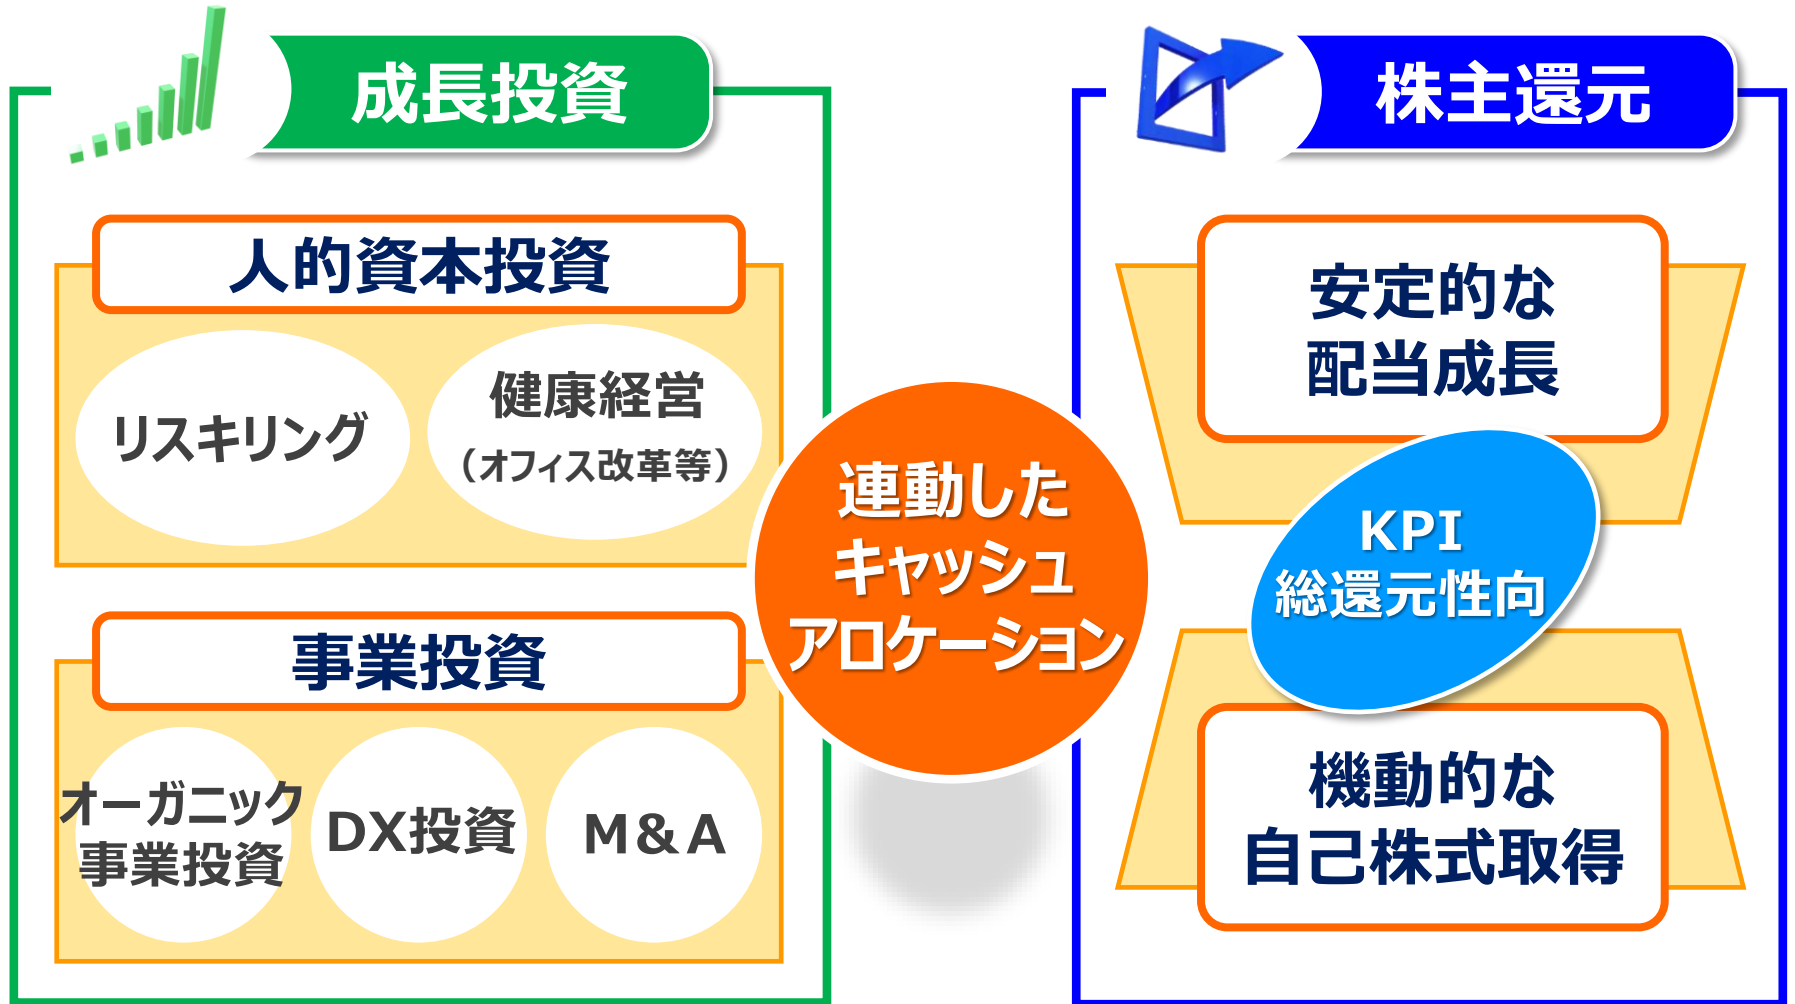 成長投資
人的資本投資
リスキリング
健康経営
（オフィス改革等）
事業投資
オーガニック
事業投資
DX投資
M＆A
連動した
キャッシュ
アロケーション
株主還元
安定的な
配当成長
KPI
総還元性向
機動的な
自己株式取得